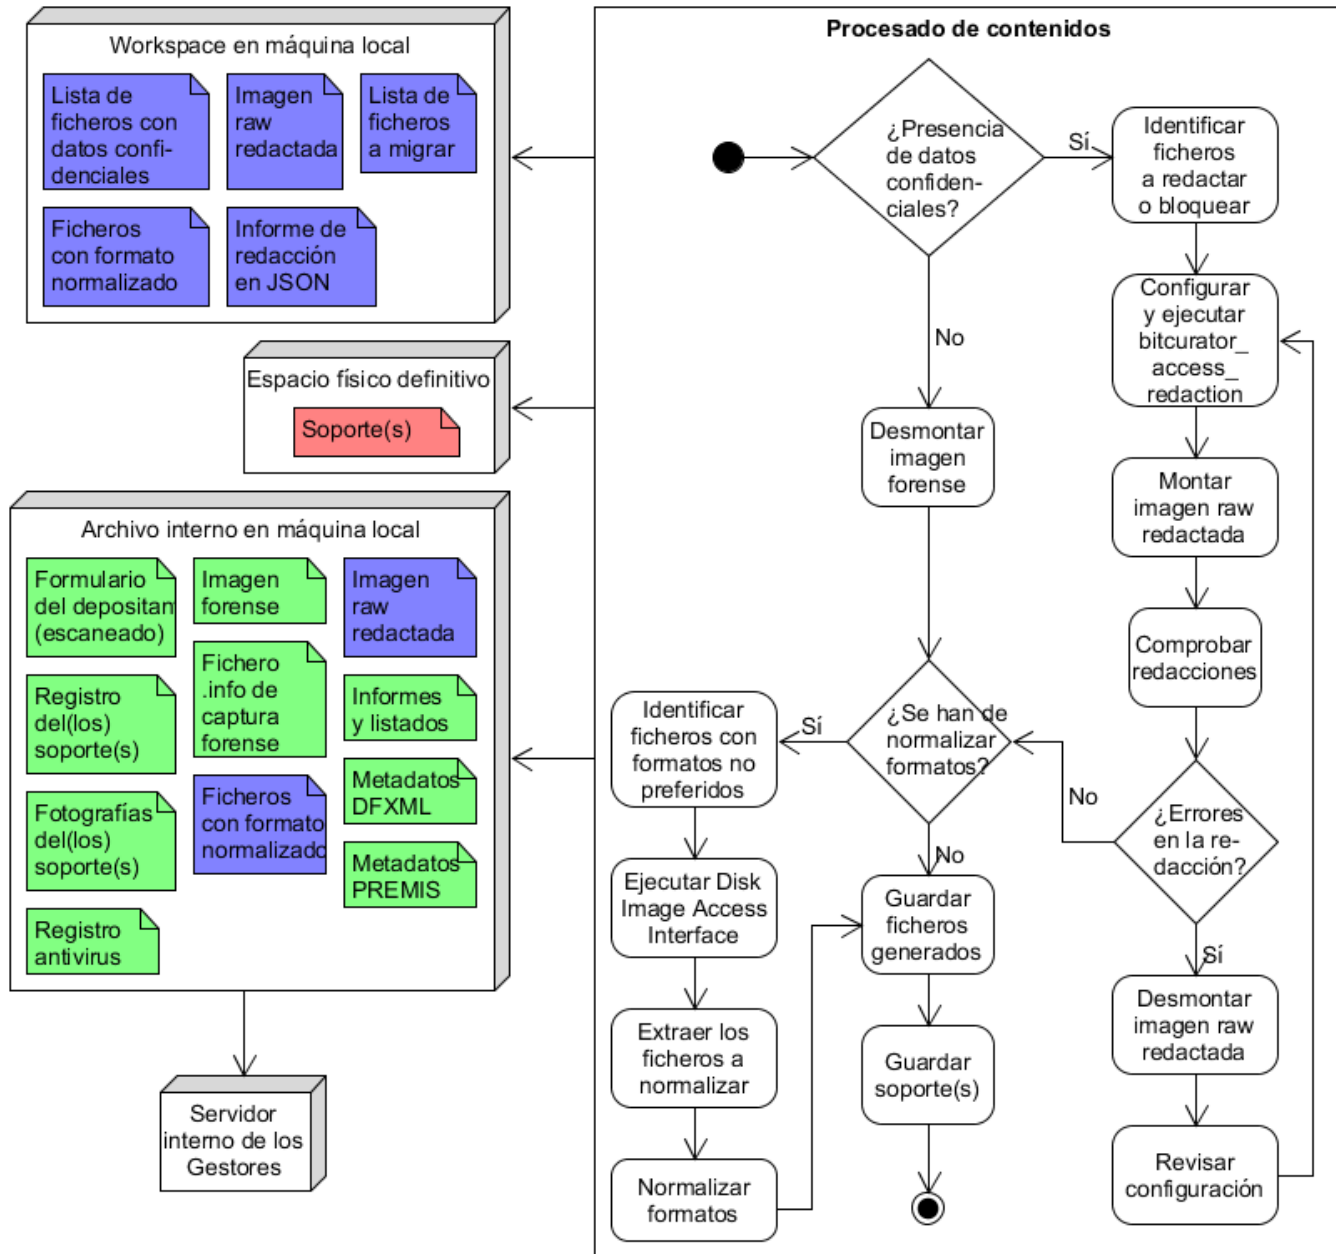 Workspace en máquina local
Lista de
ficheros con
datos confi-
denciales
Imagen
raw
redactada
Lista de
ficheros
a migrar
Ficheros
con formato
normalizado
Informe de
redacción
en JSON
Espacio físico definitivo
Soporte(s)
Archivo interno en máquina local
Formulario
del depositan
(escaneado)
Imagen
forense
Imagen
raw
redactada
Registro
del(los)
soporte(s)
Fichero
.info de
captura
forense
Informes
y listados
Fotografías
del(los)
soporte(s)
Ficheros
con formato
normalizado
Metadatos
DFXML
Metadatos
PREMIS
Registro
antivirus
Servidor
interno de los
Gestores
Procesado de contenidos
¿Presencia
de datos
confiden-
ciales?
Sí
Identificar
ficheros
a redactar
o bloquear
No
Configurar
y ejecutar
bitcurator_
access_
redaction
Desmontar
imagen
forense
Montar
imagen raw
redactada
Comprobar
redacciones
¿Se han de
normalizar
formatos?
Sí
Identificar
ficheros con
formatos no
preferidos
No
¿Errores
en la re-
dacción?
No
Ejecutar Disk
Image Access
Interface
Guardar
ficheros
generados
Sí
Desmontar
imagen raw
redactada
Extraer los
ficheros a
normalizar
Guardar
soporte(s)
Normalizar
formatos
Revisar
configuración